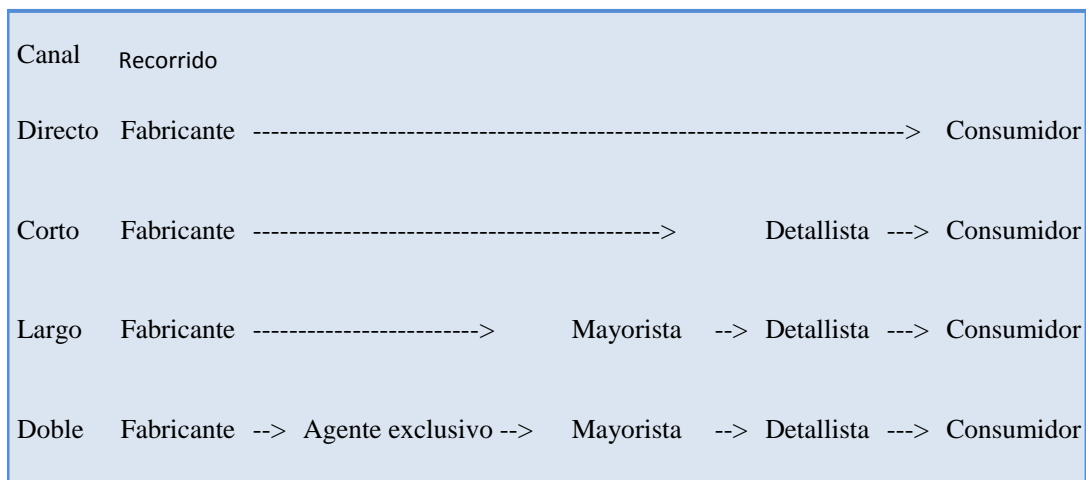 Canal Recorrido
Directo Fabricante -----------------------------------------------------------------------> Consumidor
Corto Fabricante --------------------------------------------> Detallista ---> Consumidor
Largo Fabricante ------------------------> Mayorista --> Detallista ---> Consumidor
Doble Fabricante --> Agente exclusivo --> Mayorista --> Detallista ---> Consumidor